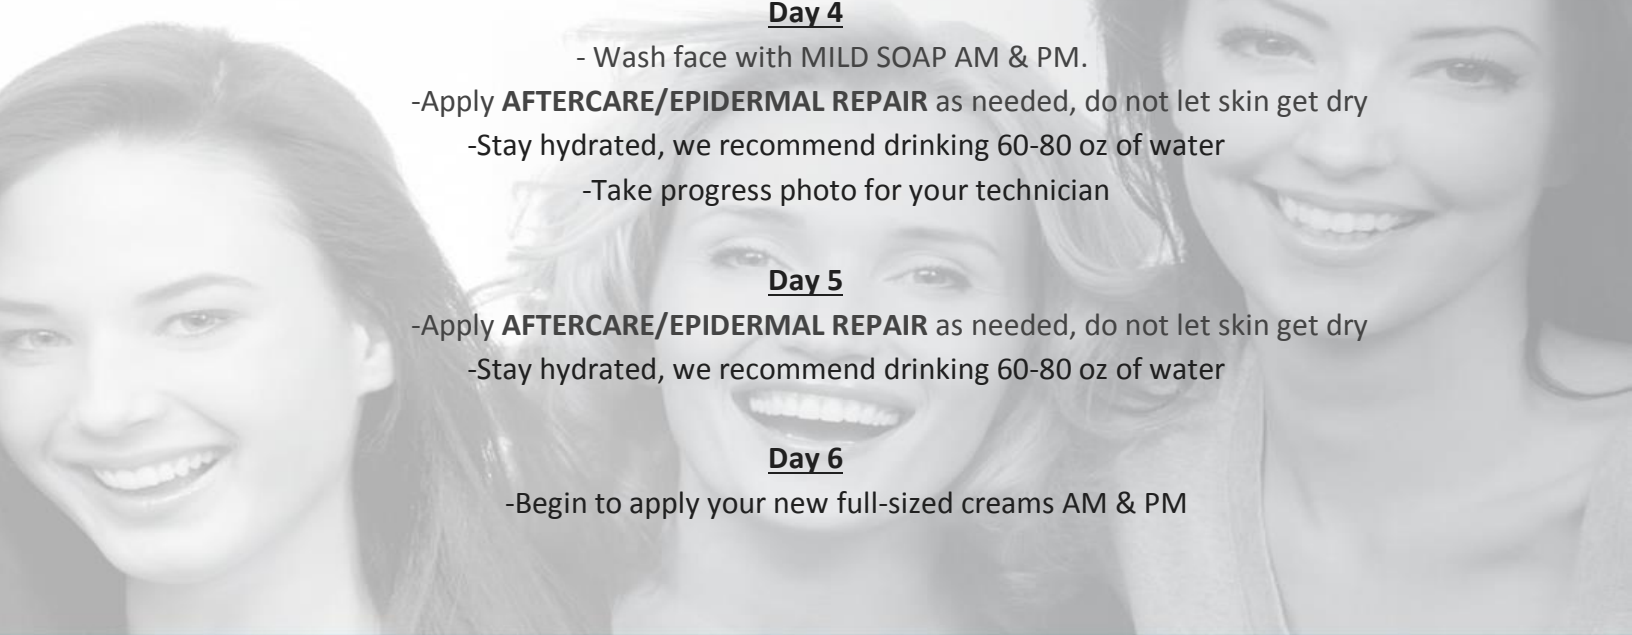 Day 4
- Wash face with MILD SOAP AM & PM.
-Apply AFTERCARE/EPIDERMAL REPAIR as needed, do not let skin get dry
-Stay hydrated, we recommend drinking 60-80 oz of water
-Take progress photo for your technician
Day 5
-Apply AFTERCARE/EPIDERMAL REPAIR as needed, do not let skin get dry
-Stay hydrated, we recommend drinking 60-80 oz of water
Day 6
-Begin to apply your new full-sized creams AM & PM